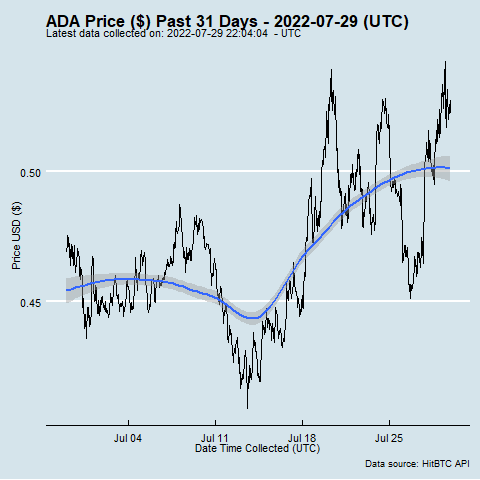 ADA Price ($) Past 31 Days - 2022-07-29 (UTC)
Latest data collected on: 2022-07-29 22:04:04 - UTC
Price USD ($)
0.50
0.45
Jul 04
Jul 11
Jul 18
Jul 25
Date Time Collected (UTC)
Data source: HitBTC API